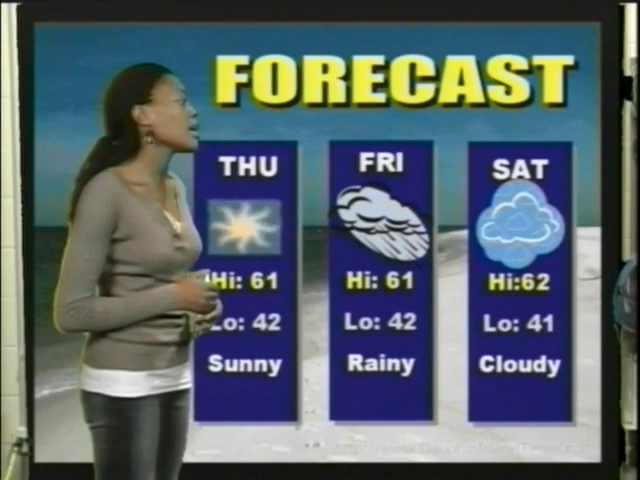 FORECAST
THU FRI SAT
Hi: 61 Hi: 61 Hi:62
Lo: 42 Lo: 42 Lo: 41
Sunny Rainy Cloudy